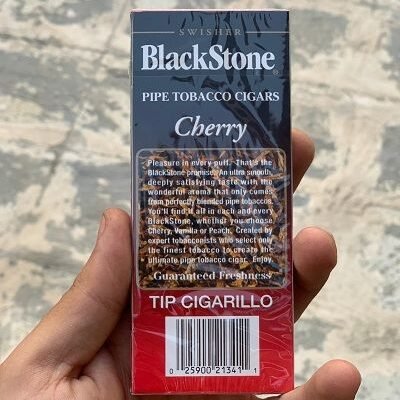 SWISHER
BlackStone®
PIPE TOBACCO CIGARS
Cherry
Pleasure in every puff. That's the
BlackStone promise. An ultra smooth,
deeply satisfying taste with the
wonderful aroma that only comes
from perfectly blended pipe tobaccos.
You'll find it all in each and every
BlackStone, whether you choose
Cherry, Vanilla or Peach. Created by
expert tobacconists who select only
the finest tobacco to create the
ultimate pipe tobacco cigar. Enjoy.
Guaranteed Freshness
TIP CIGARILLO
0 25900 21341 1